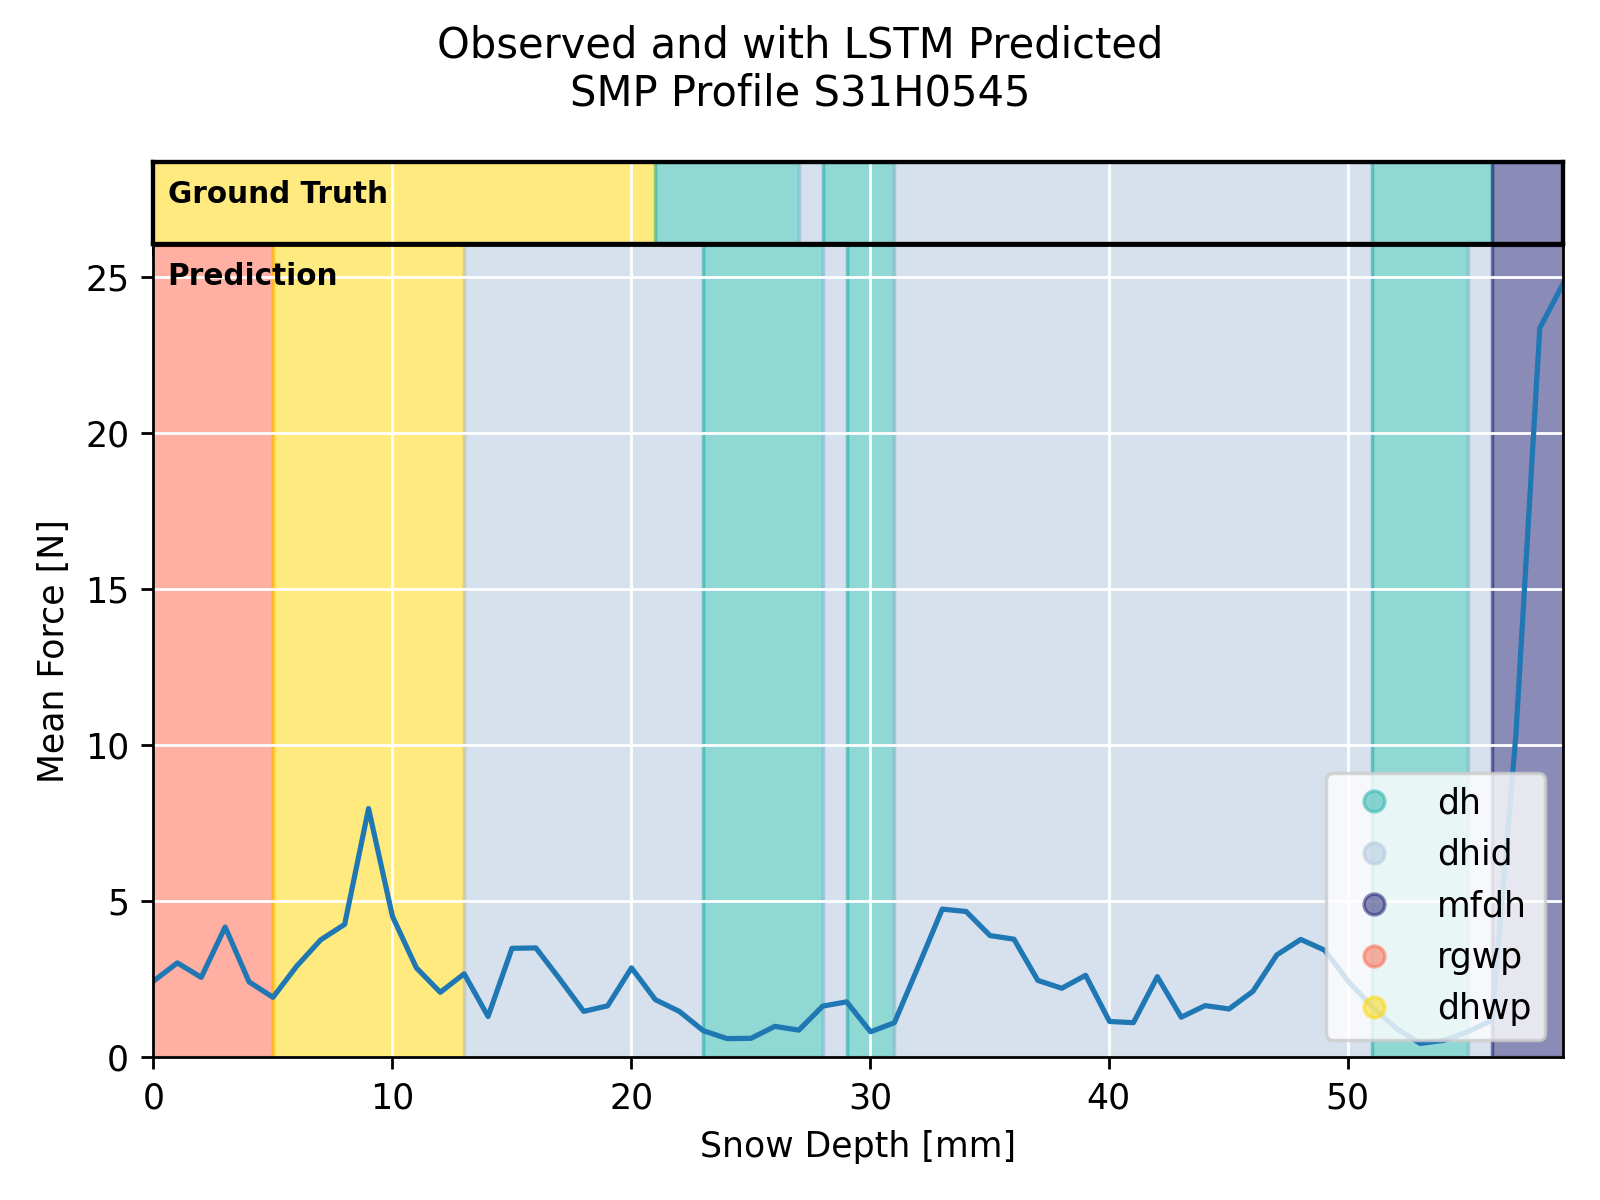 Observed and with LSTM Predicted
SMP Profile S31H0545
Ground Truth
Prediction
25
20
15
10
5
0
Mean Force [N]
dh
dhid
mfdh
rgwp
dhwp
0 10 20 30 40 50
Snow Depth [mm]